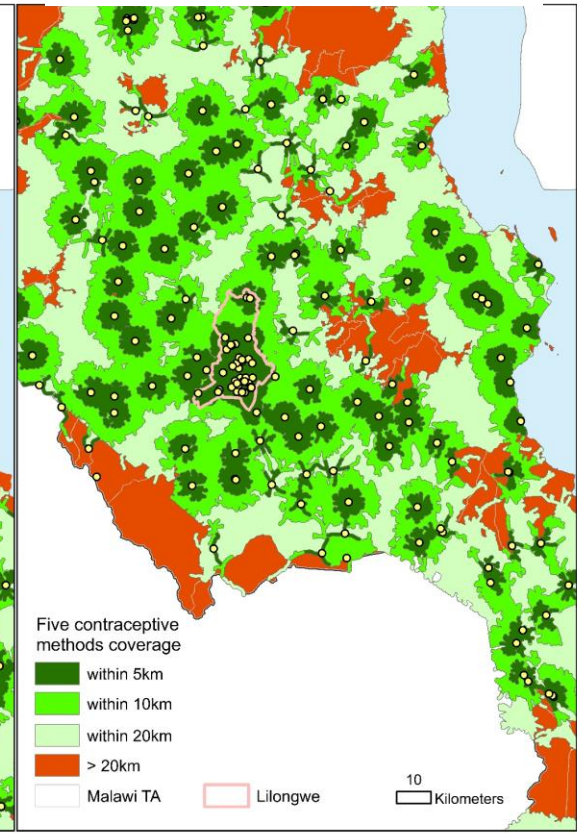 Five contraceptive
methods coverage
within 5km
within 10km
within 20km
> 20km
Malawi TA
Lilongwe
10
Kilometers